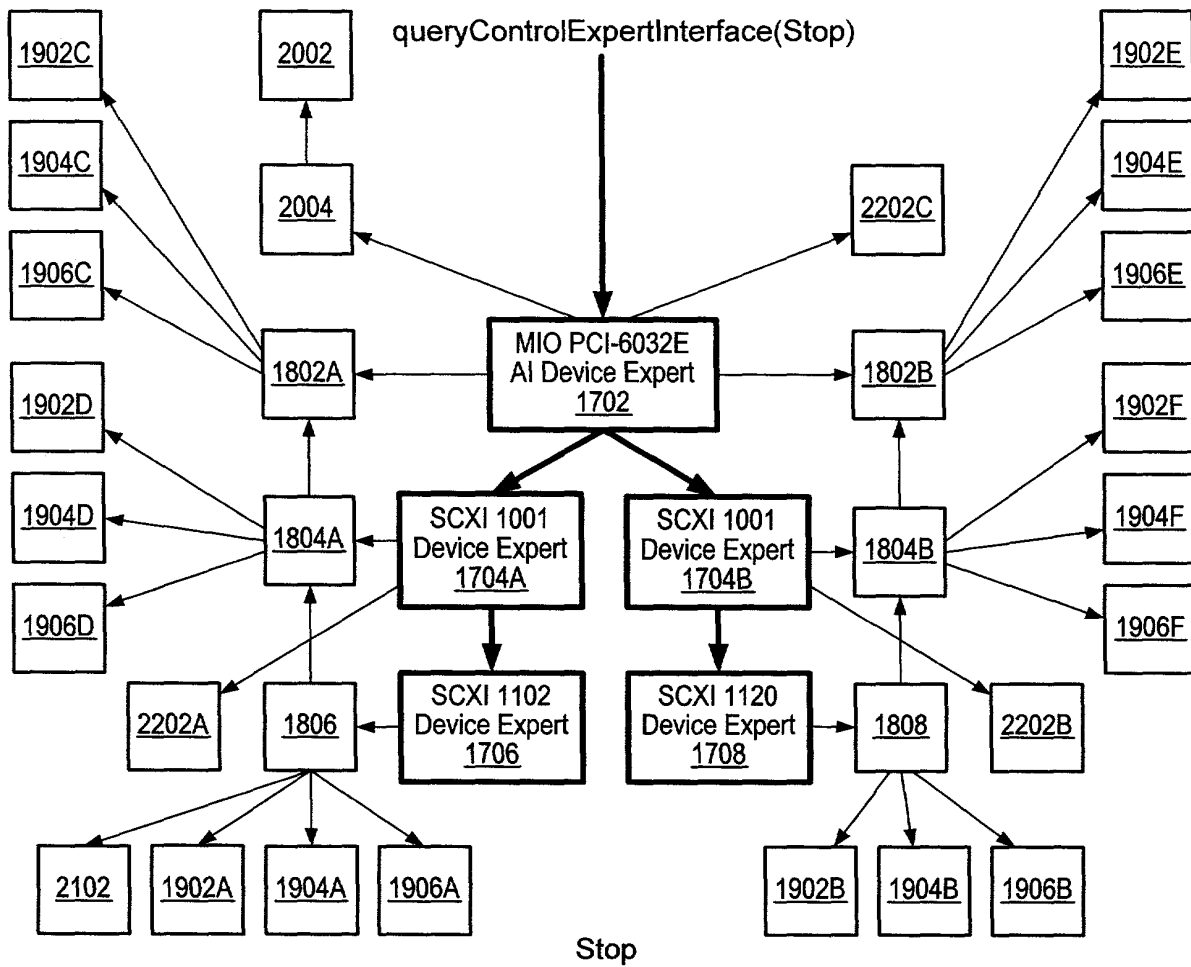 queryControlExpertInterface(Stop)
1902C
2002
1902E
1904C
2004
2202C
1904E
1906C
1906E
MIO PCI-6032E
AI Device Expert
1702
1802A
1802B
1902D
1902F
1904D
1804A
SCXI 1001
Device Expert
1704A
SCXI 1001
Device Expert
1704B
1804B
1904F
1906D
1906F
2202A
1806
SCXI 1102
Device Expert
1706
SCXI 1120
Device Expert
1708
1808
2202B
2102
1902A
1904A
1906A
1902B
1904B
1906B
Stop